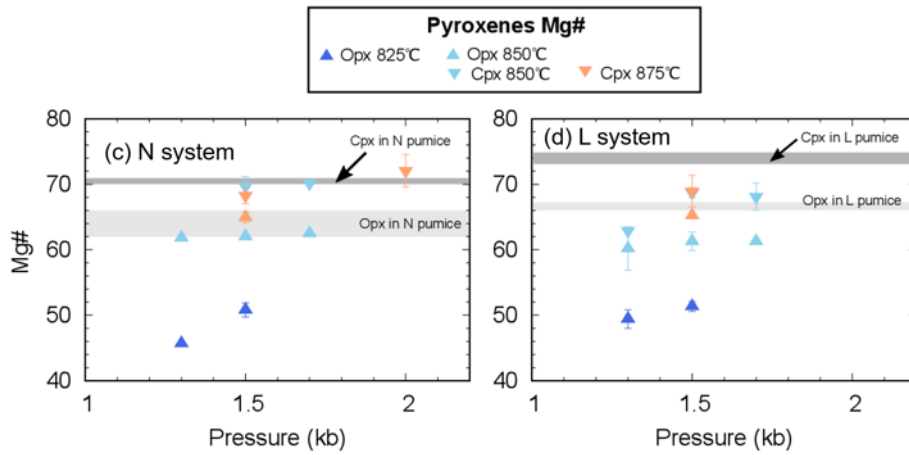 Pyroxenes Mg#
Opx 825℃ Opx 850℃
Cpx 850℃ Cpx 875℃
80
(c) N system
Cpx in N pumice
70
Opx in N pumice
60
50
40
Mg#
1 1.5 2
Pressure (kb)
80
(d) L system
Cpx in L pumice
70
Opx in L pumice
60
50
40
1 1.5 2
Pressure (kb)